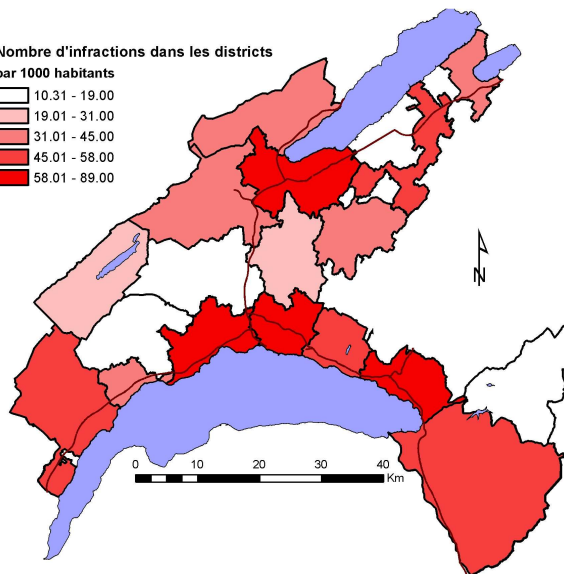 Nombre d'infractions dans les districts
par 1000 habitants
10.31 - 19.00
19.01 - 31.00
31.01 - 45.00
45.01 - 58.00
58.01 - 89.00
N
0 10 20 30 40
Km